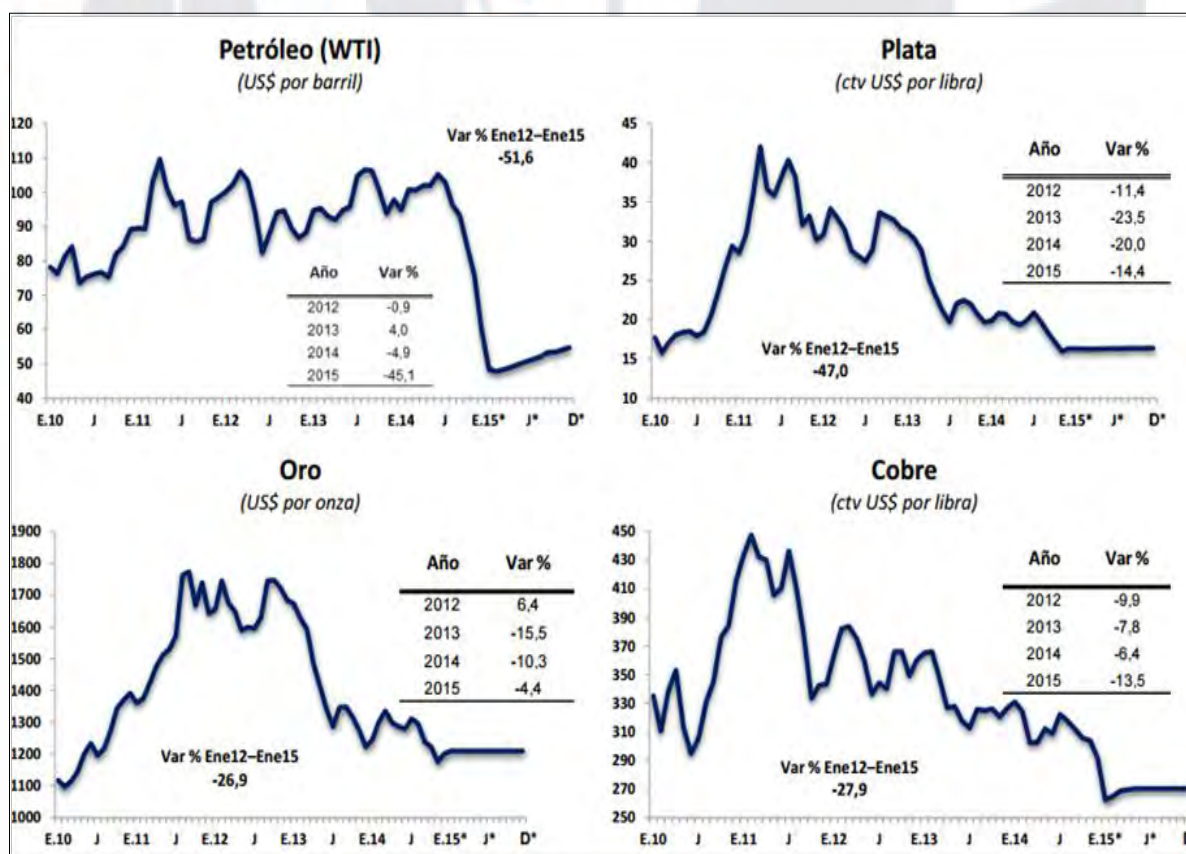 Petróleo (WTI)
(US$ por barril)
120
110
100
90
80
70
60
50
40
Var % Ene12–Ene15
-51,6
Año Var %
2012 -0,9
2013 4,0
2014 -4,9
2015 -45,1
E.10 J E.11 J E.12 J E.13 J E.14 J E.15* J* D*
Plata
(ctv US$ por libra)
45
40
35
30
25
20
15
10
Año Var %
2012 -11,4
2013 -23,5
2014 -20,0
2015 -14,4
Var % Ene12–Ene15
-47,0
E.10 J E.11 J E.12 J E.13 J E.14 J E.15* J* D*
Oro
(US$ por onza)
1900
1800
1700
1600
1500
1400
1300
1200
1100
1000
Año Var %
2012 6,4
2013 -15,5
2014 -10,3
2015 -4,4
Var % Ene12–Ene15
-26,9
E.10 J E.11 J E.12 J E.13 J E.14 J E.15* J* D*
Cobre
(ctv US$ por libra)
450
430
410
390
370
350
330
310
290
270
250
Año Var %
2012 -9,9
2013 -7,8
2014 -6,4
2015 -13,5
Var % Ene12–Ene15
-27,9
E.10 J E.11 J E.12 J E.13 J E.14 J E.15* J* D